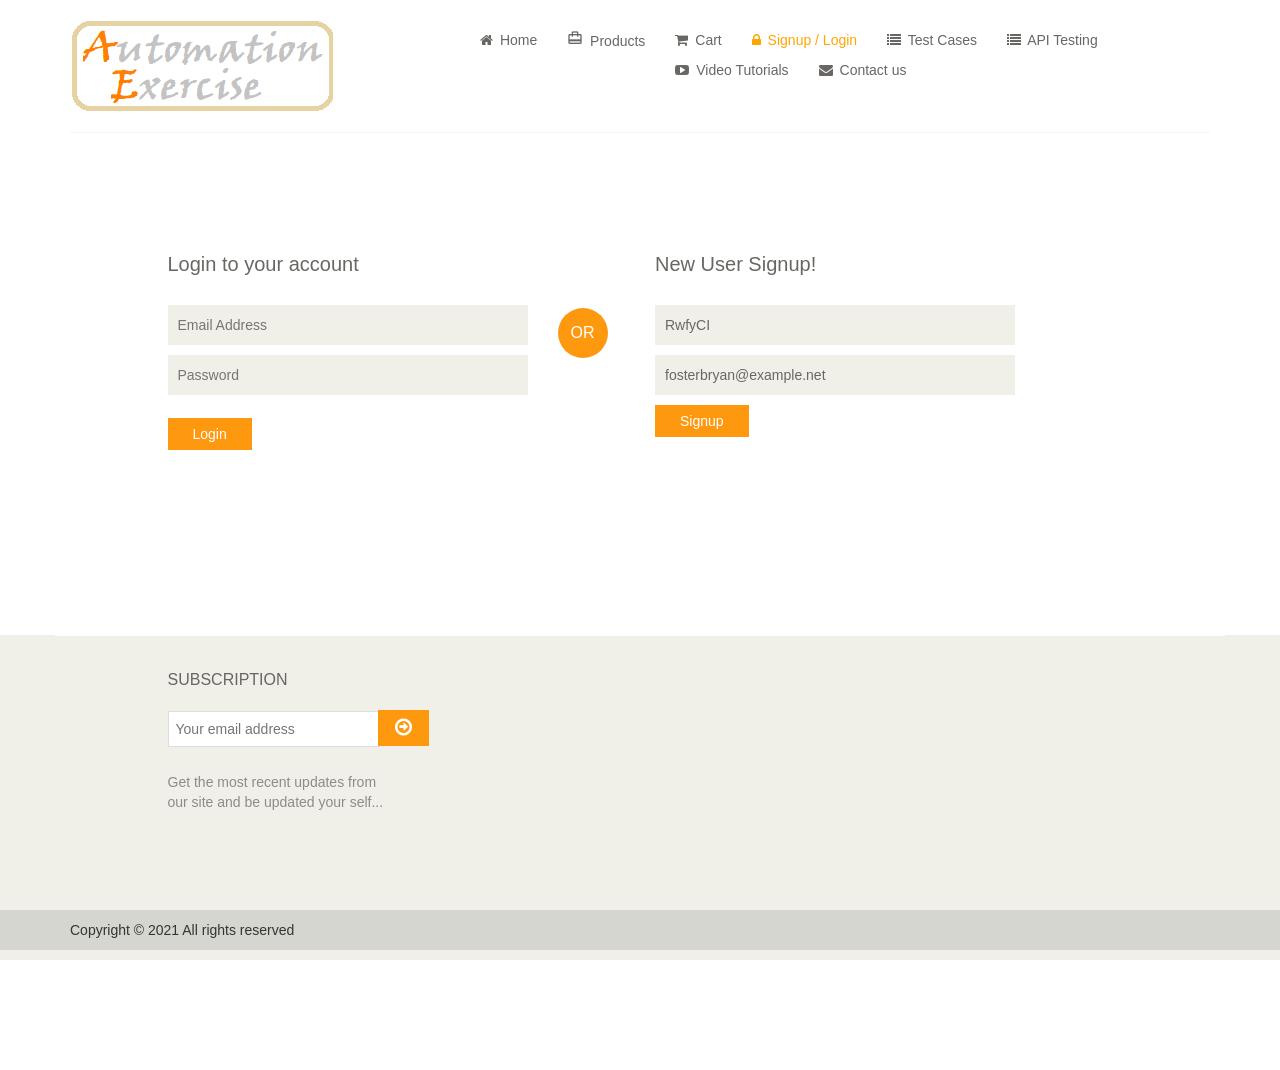 Automation
Exercise
Home
Products
Cart
Signup / Login
Test Cases
API Testing
Video Tutorials
Contact us
Login to your account
Email Address
Password
Login
OR
New User Signup!
RwfyCI
fosterbryan@example.net
Signup
SUBSCRIPTION
Your email address
Get the most recent updates from
our site and be updated your self...
Copyright © 2021 All rights reserved